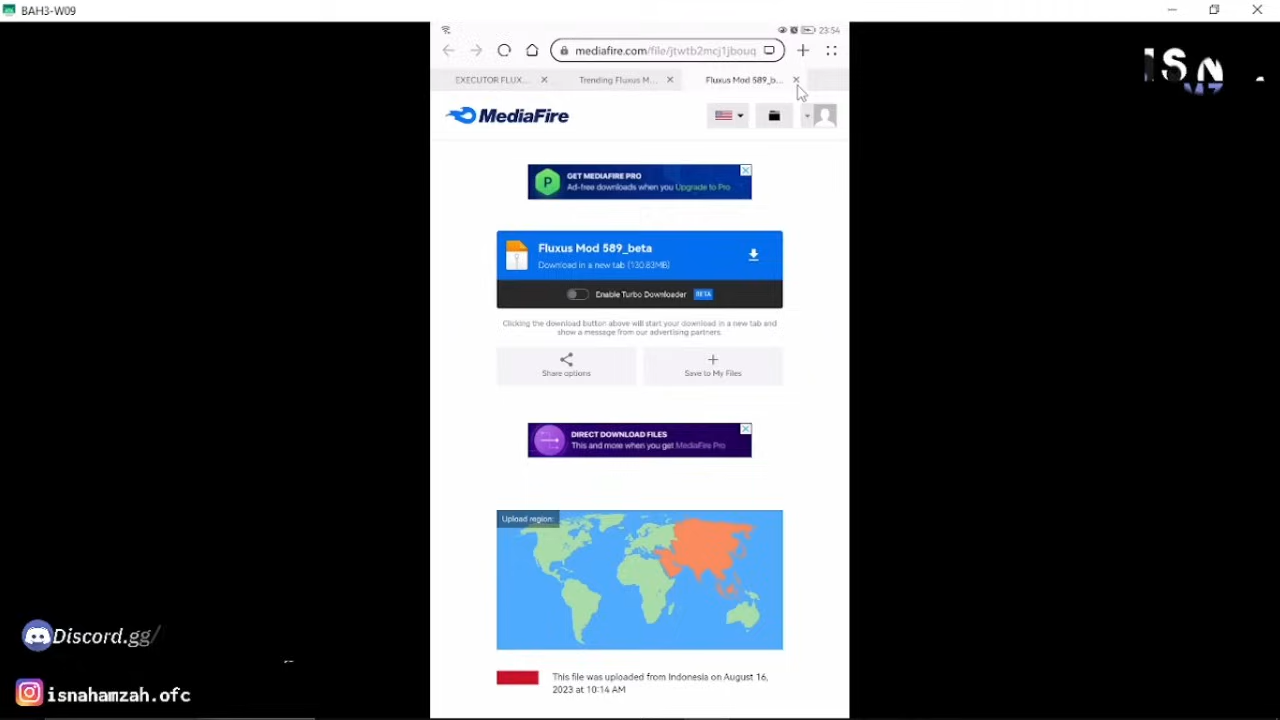 BAH3-W09
23:54
mediafire.com/file/jtwtb2mcj1jbouq
EXECUTOR FLUX...
Trending Fluxus M...
Fluxus Mod 589_b...
MediaFire
GET MEDIAFIRE PRO
Ad-free downloads when you Upgrade to Pro
Fluxus Mod 589_beta
Download in a new tab (130.83MB)
Enable Turbo Downloader BETA
Clicking the download button above will start your download in a new tab and
show a message from our advertising partners.
Share options
Save to My Files
DIRECT DOWNLOAD FILES
This and more when you get MediaFire Pro
Upload region:
This file was uploaded from Indonesia on August 16,
2023 at 10:14 AM
ISN
MZ
Discord.gg/
isnahamzah.ofc